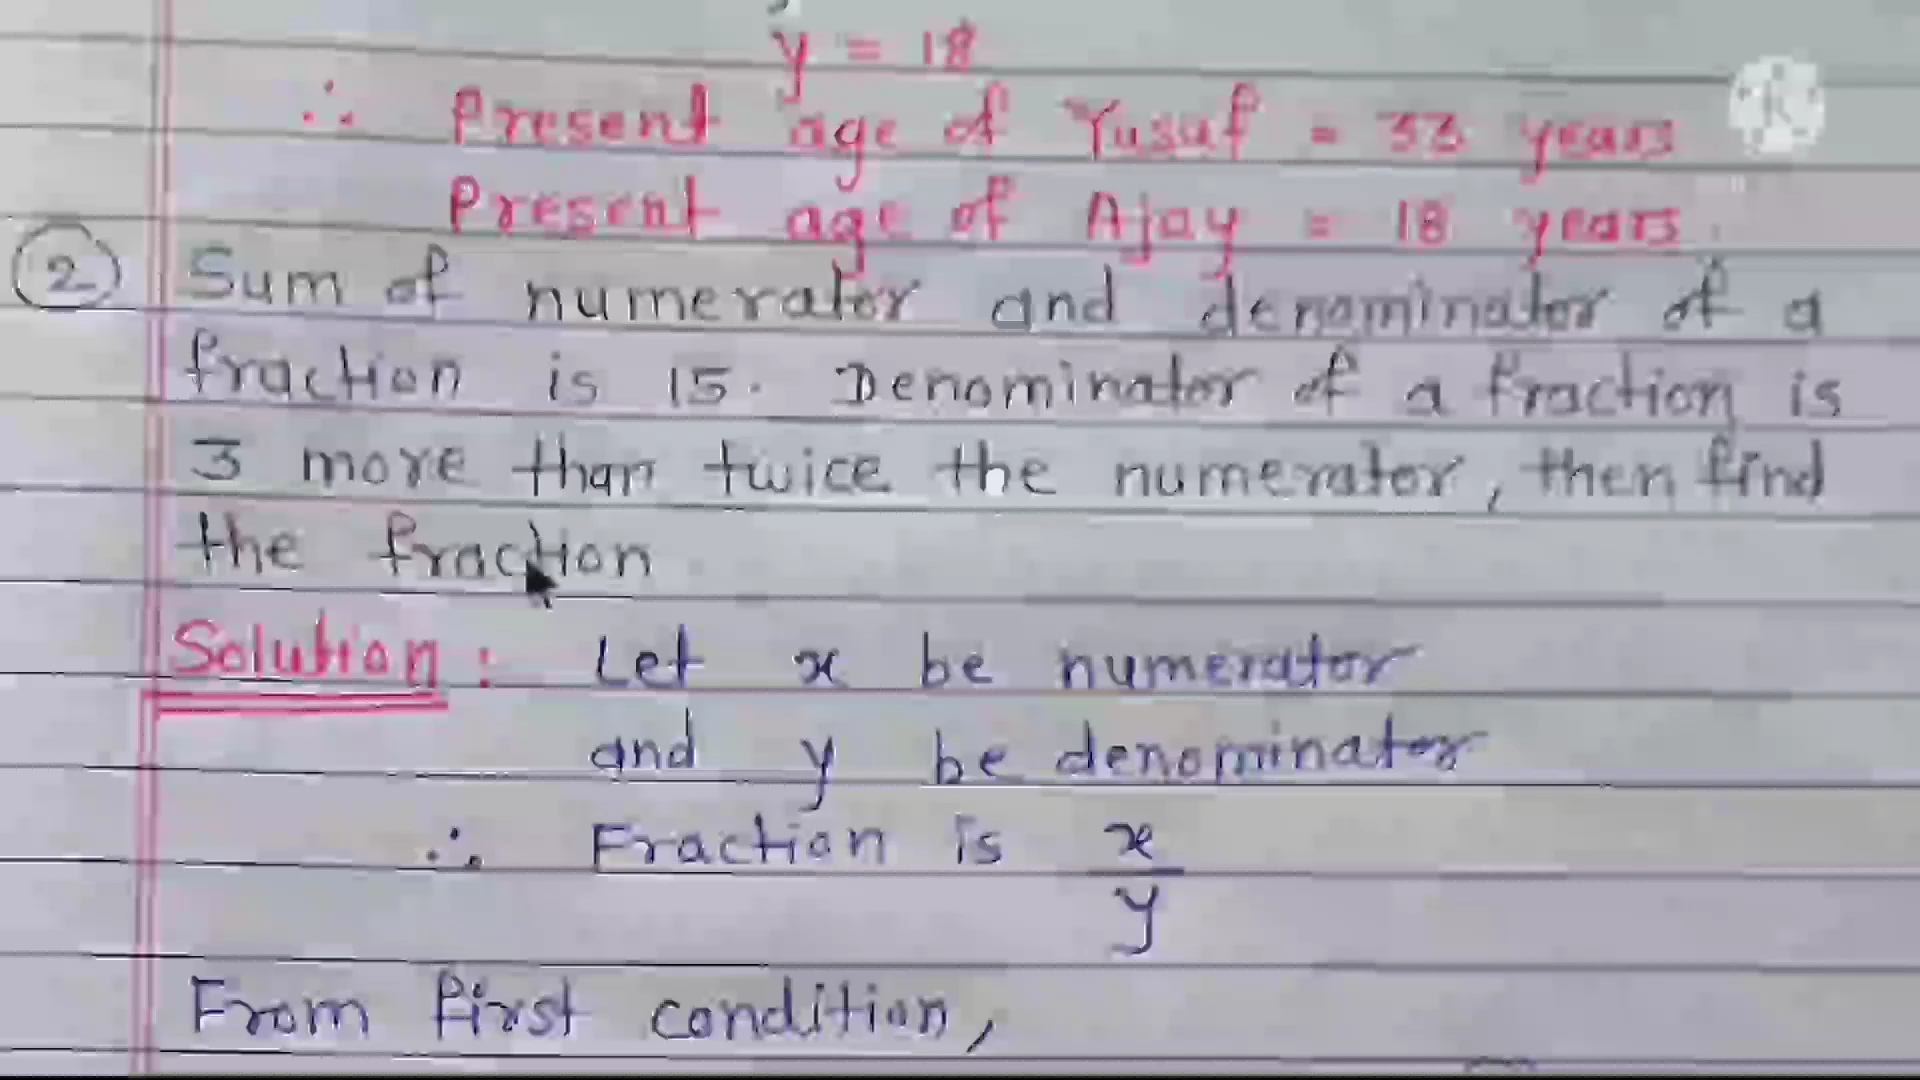 y = 18
∴ Present age of Yusuf = 33 years
Present age of Ajay = 18 years.
2 Sum of numerator and denominator of a
fraction is 15. Denominator of a fraction is
3 more than twice the numerator, then find
the fraction
Solution : Let x be numerator
and y be denominator
∴ Fraction is x/y
From first condition,